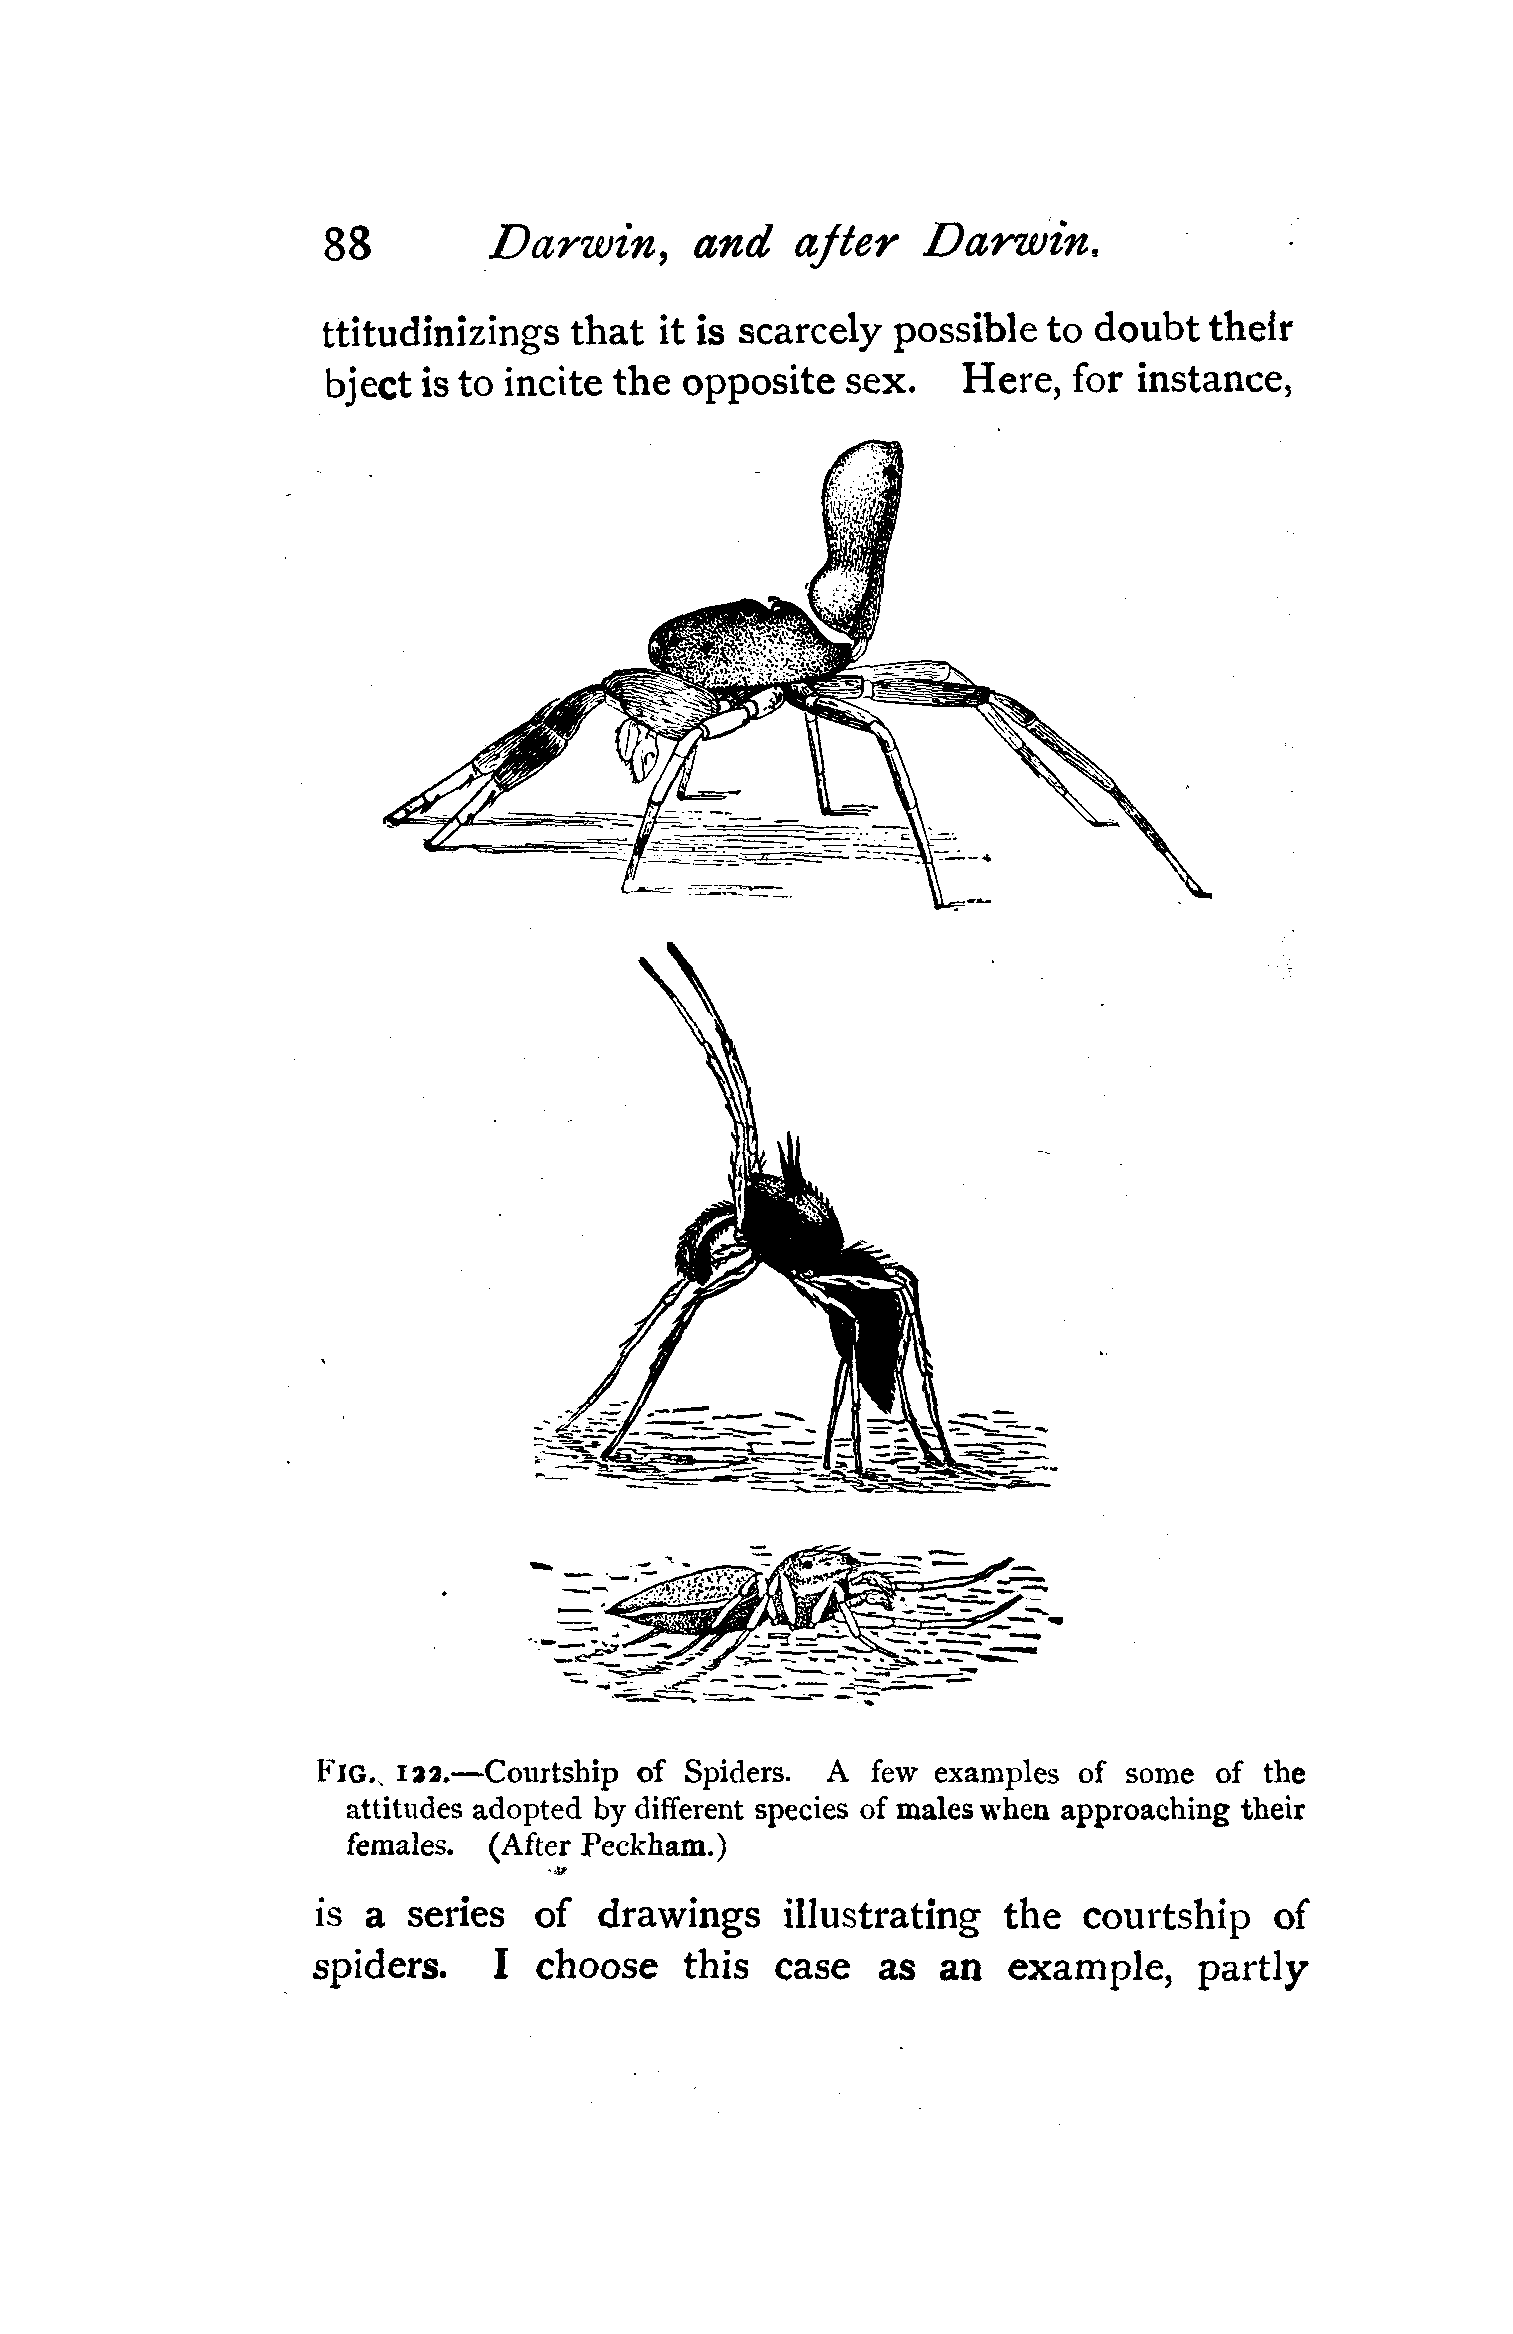 88 Darwin, and after Darwin.
ttitudinizings that it is scarcely possible to doubt their
bject is to incite the opposite sex. Here, for instance,
FIG. 122.—Courtship of Spiders. A few examples of some of the
attitudes adopted by different species of males when approaching their
females. (After Peckham.)
is a series of drawings illustrating the courtship of
spiders. I choose this case as an example, partly